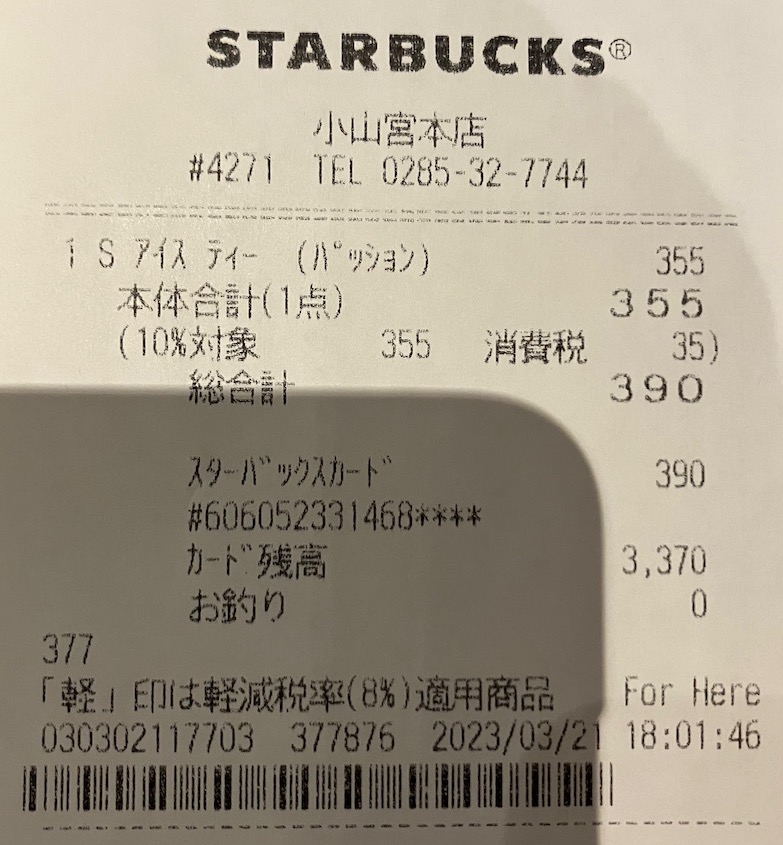 STARBUCKS®
小山宮本店
#4271 TEL 0285-32-7744
1 S ｱｲｽ ﾃｨｰ (ﾊﾟｯｼｮﾝ) 355
本体合計(1点) 355
(10%対象 355 消費税 35)
総合計 390
ｽﾀｰﾊﾞｯｸｽｶｰﾄﾞ 390
#606052331468****
ｶｰﾄﾞ残高 3,370
お釣り 0
377
「軽」印は軽減税率(8%)適用商品 For Here
030302117703 377876 2023/03/21 18:01:46